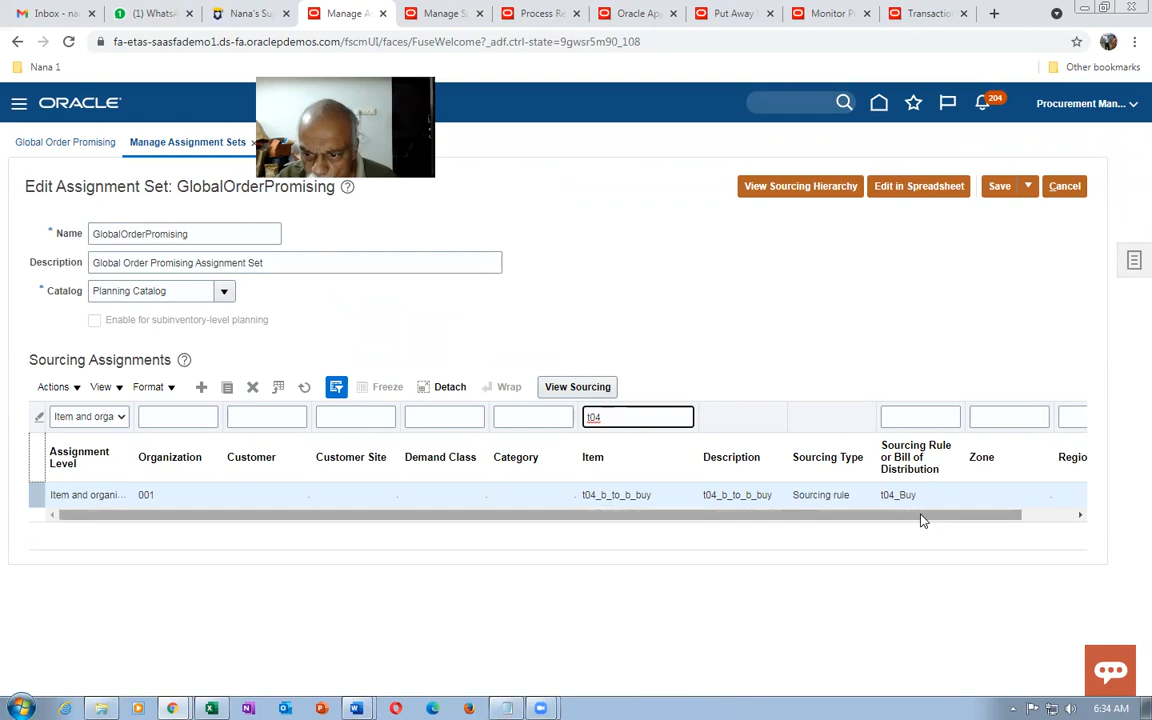 Inbox - na
(1) WhatsA
Nana's Su
Manage A
Manage S
Process Re
Oracle Ap
Put Away
Monitor P
Transactio
fa-etas-saasfademo1.ds-fa.oraclepdemos.com/fscmUI/faces/FuseWelcome?_adf.ctrl-state=9gwsr5m90_108
Nana 1
Other bookmarks
ORACLE
204
Procurement Man...
Global Order Promising
Manage Assignment Sets
Edit Assignment Set: GlobalOrderPromising
View Sourcing Hierarchy
Edit in Spreadsheet
Save
Cancel
* Name GlobalOrderPromising
Description Global Order Promising Assignment Set
* Catalog Planning Catalog
Enable for subinventory-level planning
Sourcing Assignments
Actions View Format Freeze Detach Wrap View Sourcing
Item and orga t04
Assignment Level Organization Customer Customer Site Demand Class Category Item Description Sourcing Type Sourcing Rule or Bill of Distribution Zone Regio
Item and organi... 001 t04_b_to_b_buy t04_b_to_b_buy Sourcing rule t04_Buy
6:34 AM